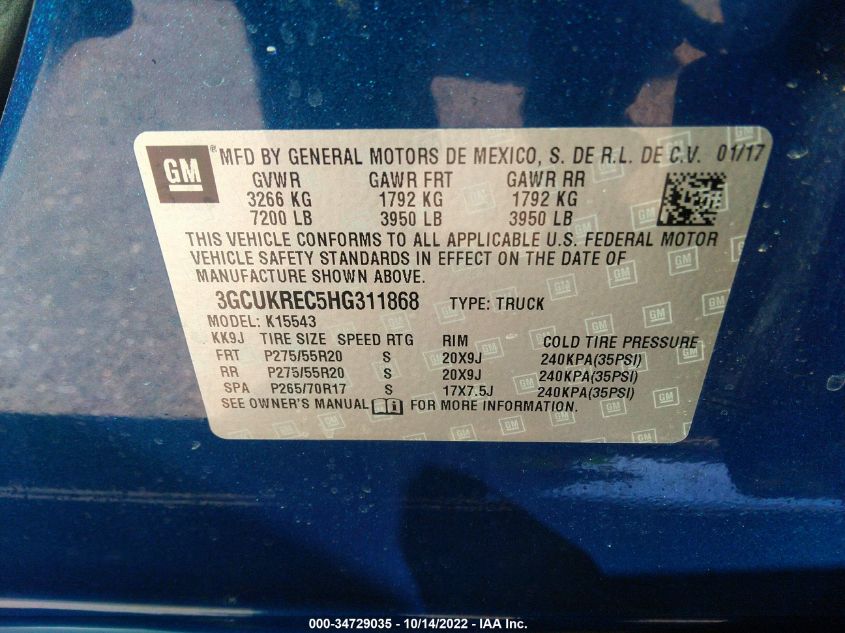 GM ® MFD BY GENERAL MOTORS DE MEXICO, S. DE R.L. DE C.V. 01/17
GVWR GAWR FRT GAWR RR
3266 KG 1792 KG 1792 KG
7200 LB 3950 LB 3950 LB
THIS VEHICLE CONFORMS TO ALL APPLICABLE U.S. FEDERAL MOTOR
VEHICLE SAFETY STANDARDS IN EFFECT ON THE DATE OF
MANUFACTURE SHOWN ABOVE.
3GCUKREC5HG311868 TYPE: TRUCK
MODEL: K15543
KK9J TIRE SIZE SPEED RTG RIM COLD TIRE PRESSURE
FRT P275/55R20 S 20X9J 240KPA(35PSI)
RR P275/55R20 S 20X9J 240KPA(35PSI)
SPA P265/70R17 S 17X7.5J 240KPA(35PSI)
SEE OWNER'S MANUAL FOR MORE INFORMATION.
000-34729035 - 10/14/2022 - IAA Inc.